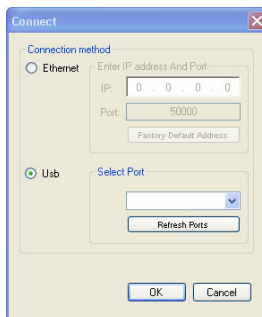 Connect
Connection method
Ethernet
Enter IP address And Port
IP: 0 . 0 . 0 . 0
Port: 50000
Factory Default Address
Usb
Select Port
Refresh Ports
OK Cancel